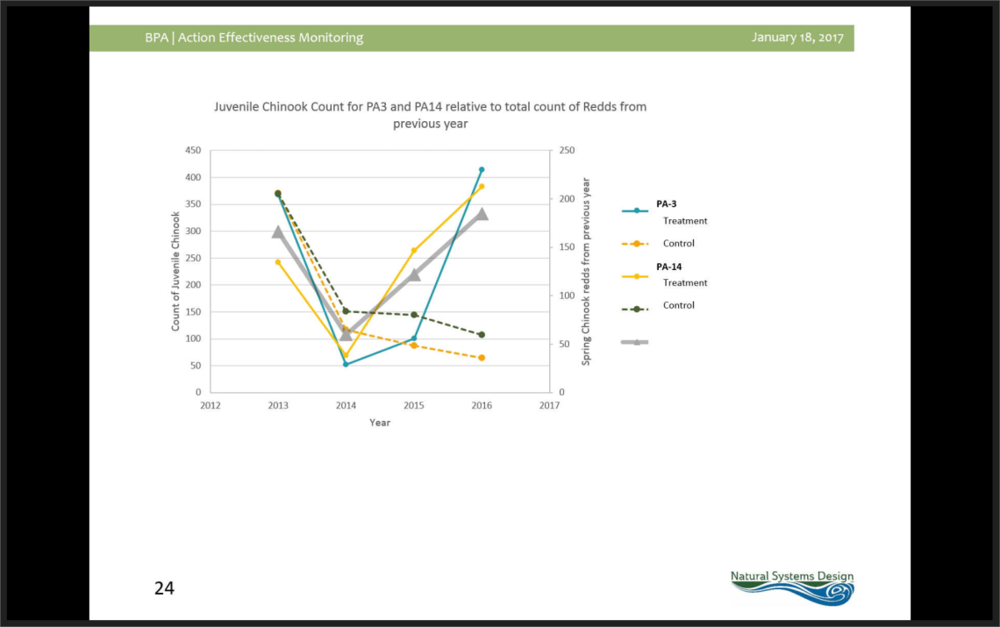 BPA | Action Effectiveness Monitoring
January 18, 2017
Juvenile Chinook Count for PA3 and PA14 relative to total count of Redds from
previous year
Count of Juvenile Chinook
450
400
350
300
250
200
150
100
50
0
250
200
150
100
50
0
Spring Chinook redds from previous year
2012
2013
2014
2015
2016
2017
Year
PA-3
Treatment
Control
PA-14
Treatment
Control
24
Natural Systems Design